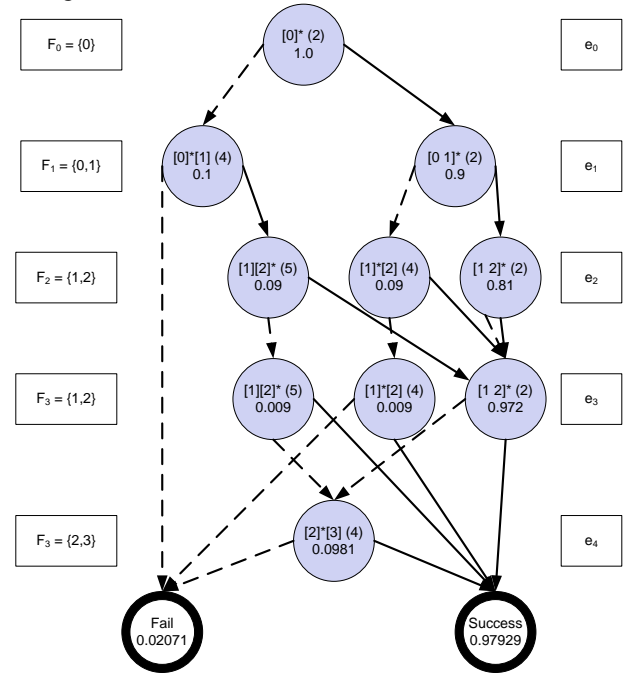 F₀ = {0}
[0]* (2)
1.0
e₀
F₁ = {0,1}
[0]*[1] (4)
0.1
[0 1]* (2)
0.9
e₁
F₂ = {1,2}
[1][2]* (5)
0.09
[1]*[2] (4)
0.09
[1 2]* (2)
0.81
e₂
F₃ = {1,2}
[1][2]* (5)
0.009
[1]*[2] (4)
0.009
[1 2]* (2)
0.972
e₃
F₃ = {2,3}
[2]*[3] (4)
0.0981
e₄
Fail
0.02071
Success
0.97929